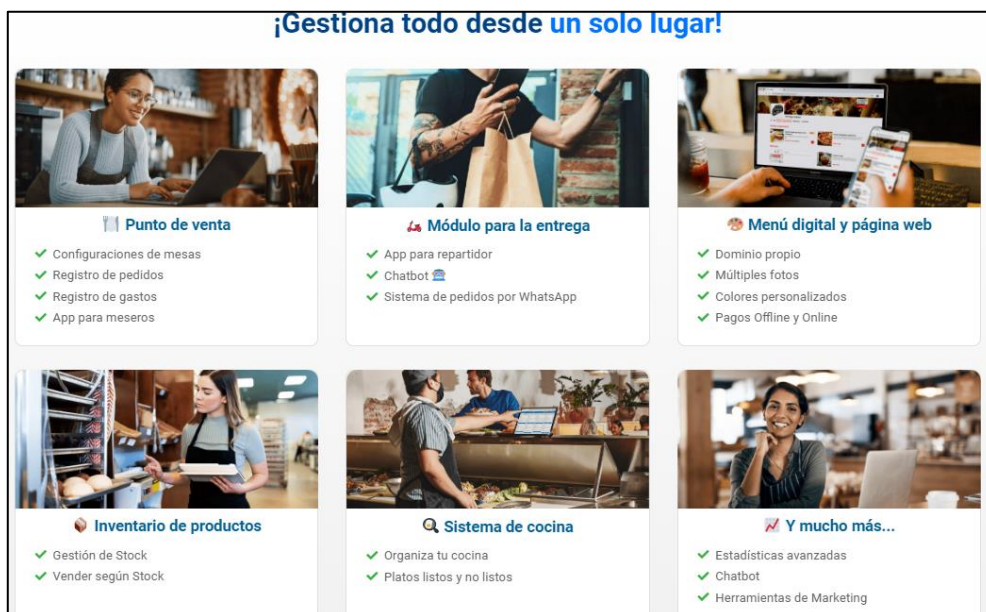 ¡Gestiona todo desde un solo lugar!
Punto de venta
Configuraciones de mesas
Registro de pedidos
Registro de gastos
App para meseros
Módulo para la entrega
App para repartidor
Chatbot
Sistema de pedidos por WhatsApp
Menú digital y página web
Dominio propio
Múltiples fotos
Colores personalizados
Pagos Offline y Online
Inventario de productos
Gestión de Stock
Vender según Stock
Sistema de cocina
Organiza tu cocina
Platos listos y no listos
Y mucho más...
Estadísticas avanzadas
Chatbot
Herramientas de Marketing